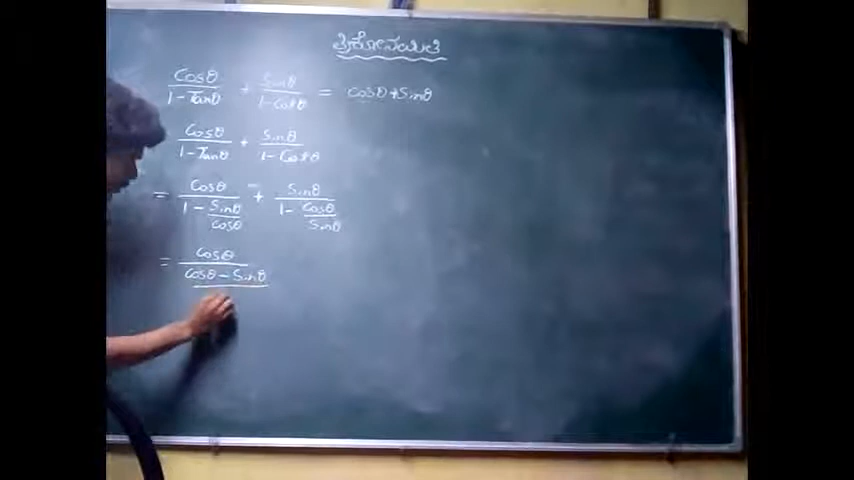 ತ್ರಿಕೋನಮಿತಿ
Cosθ/(1-Tanθ) + Sinθ/(1-Cotθ) = Cosθ+Sinθ
Cosθ/(1-Tanθ) + Sinθ/(1-Cotθ)
= Cosθ/(1-Sinθ/Cosθ) + Sinθ/(1-Cosθ/Sinθ)
= Cosθ/(Cosθ-Sinθ)